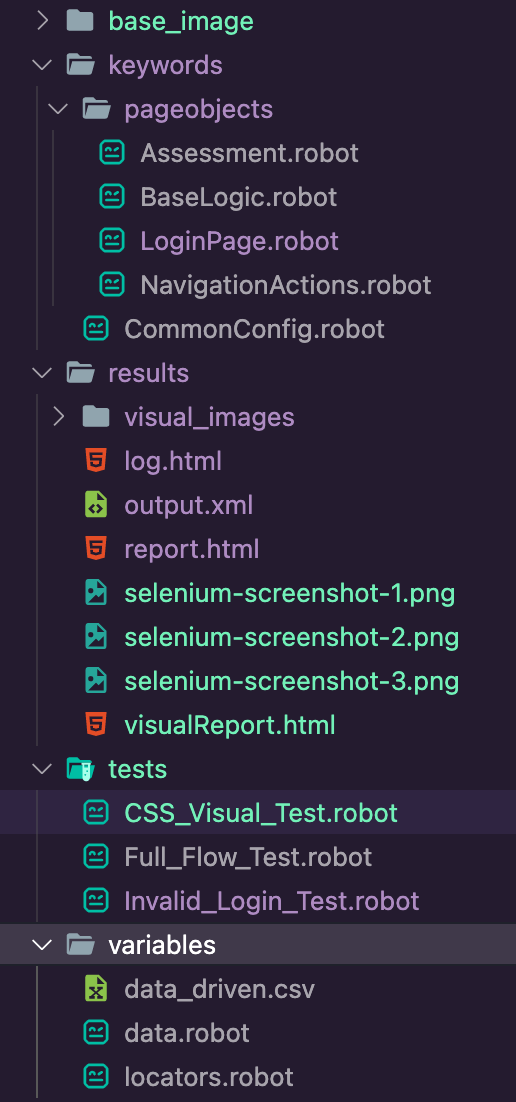 base_image
keywords
pageobjects
Assessment.robot
BaseLogic.robot
LoginPage.robot
NavigationActions.robot
CommonConfig.robot
results
visual_images
log.html
output.xml
report.html
selenium-screenshot-1.png
selenium-screenshot-2.png
selenium-screenshot-3.png
visualReport.html
tests
CSS_Visual_Test.robot
Full_Flow_Test.robot
Invalid_Login_Test.robot
variables
data_driven.csv
data.robot
locators.robot